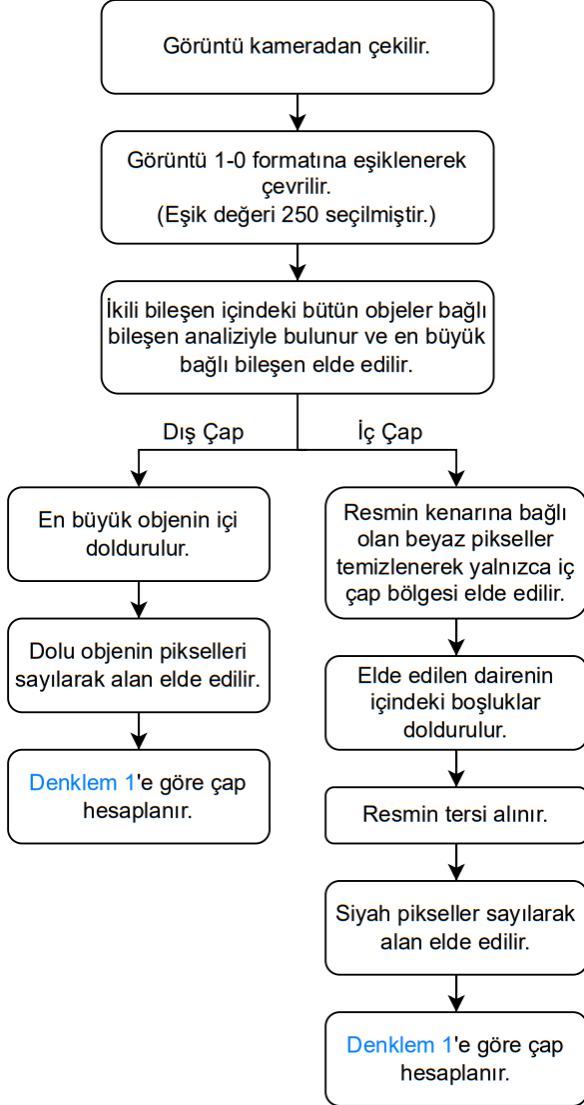 Görüntü kameradan çekilir.
Görüntü 1-0 formatına eşiklenerek
çevrilir.
(Eşik değeri 250 seçilmiştir.)
İkili bileşen içindeki bütün objeler bağlı
bileşen analiziyle bulunur ve en büyük
bağlı bileşen elde edilir.
Dış Çap
En büyük objenin içi
doldurulur.
Dolu objenin pikselleri
sayılarak alan elde edilir.
Denklem 1'e göre çap
hesaplanır.
İç Çap
Resmin kenarına bağlı
olan beyaz pikseller
temizlenerek yalnızca iç
çap bölgesi elde edilir.
Elde edilen dairenin
içindeki boşluklar
doldurulur.
Resmin tersi alınır.
Siyah pikseller sayılarak
alan elde edilir.
Denklem 1'e göre çap
hesaplanır.